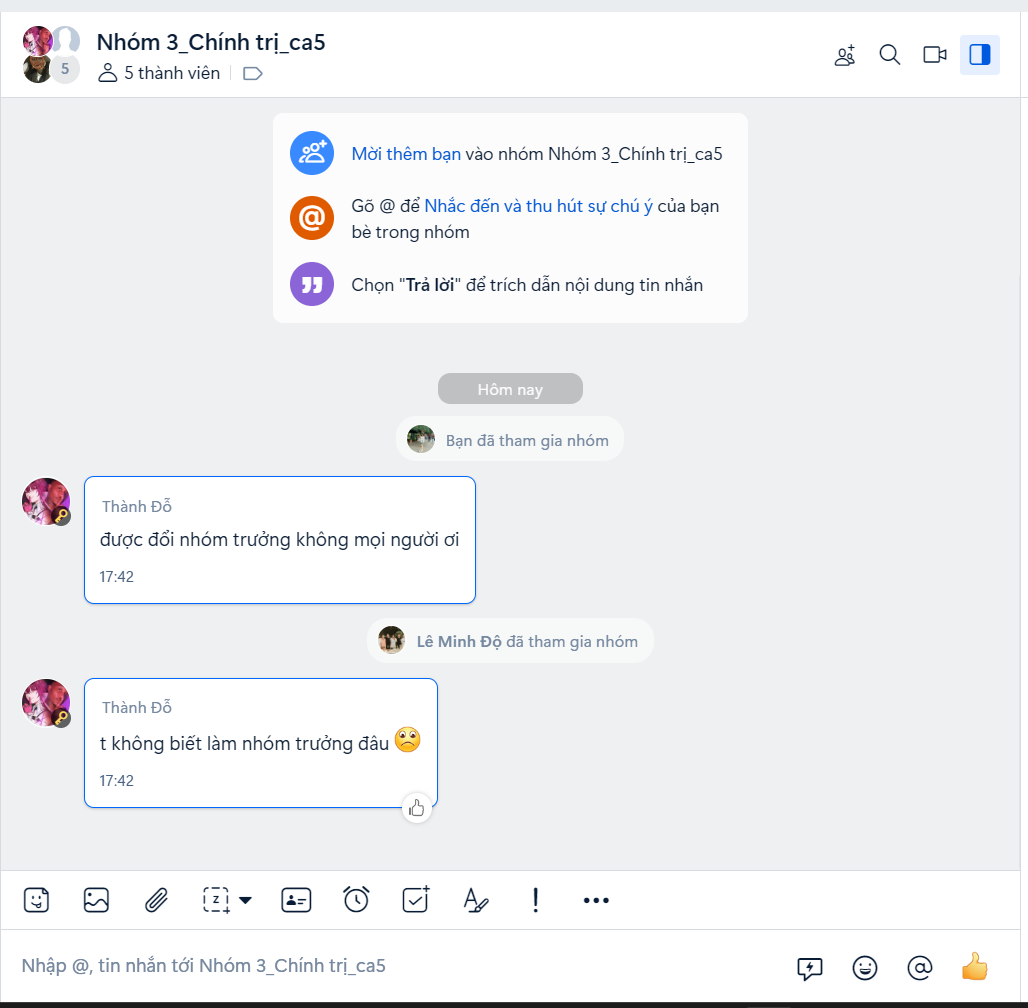 Nhóm 3_Chính trị_ca5
5
5 thành viên
Mời thêm bạn vào nhóm Nhóm 3_Chính trị_ca5
Gõ @ để Nhắc đến và thu hút sự chú ý của bạn
bè trong nhóm
Chọn "Trả lời" để trích dẫn nội dung tin nhắn
Hôm nay
Bạn đã tham gia nhóm
Thành Đỗ
được đổi nhóm trưởng không mọi người ơi
17:42
Lê Minh Độ đã tham gia nhóm
Thành Đỗ
t không biết làm nhóm trưởng đâu
17:42
Nhập @, tin nhắn tới Nhóm 3_Chính trị_ca5